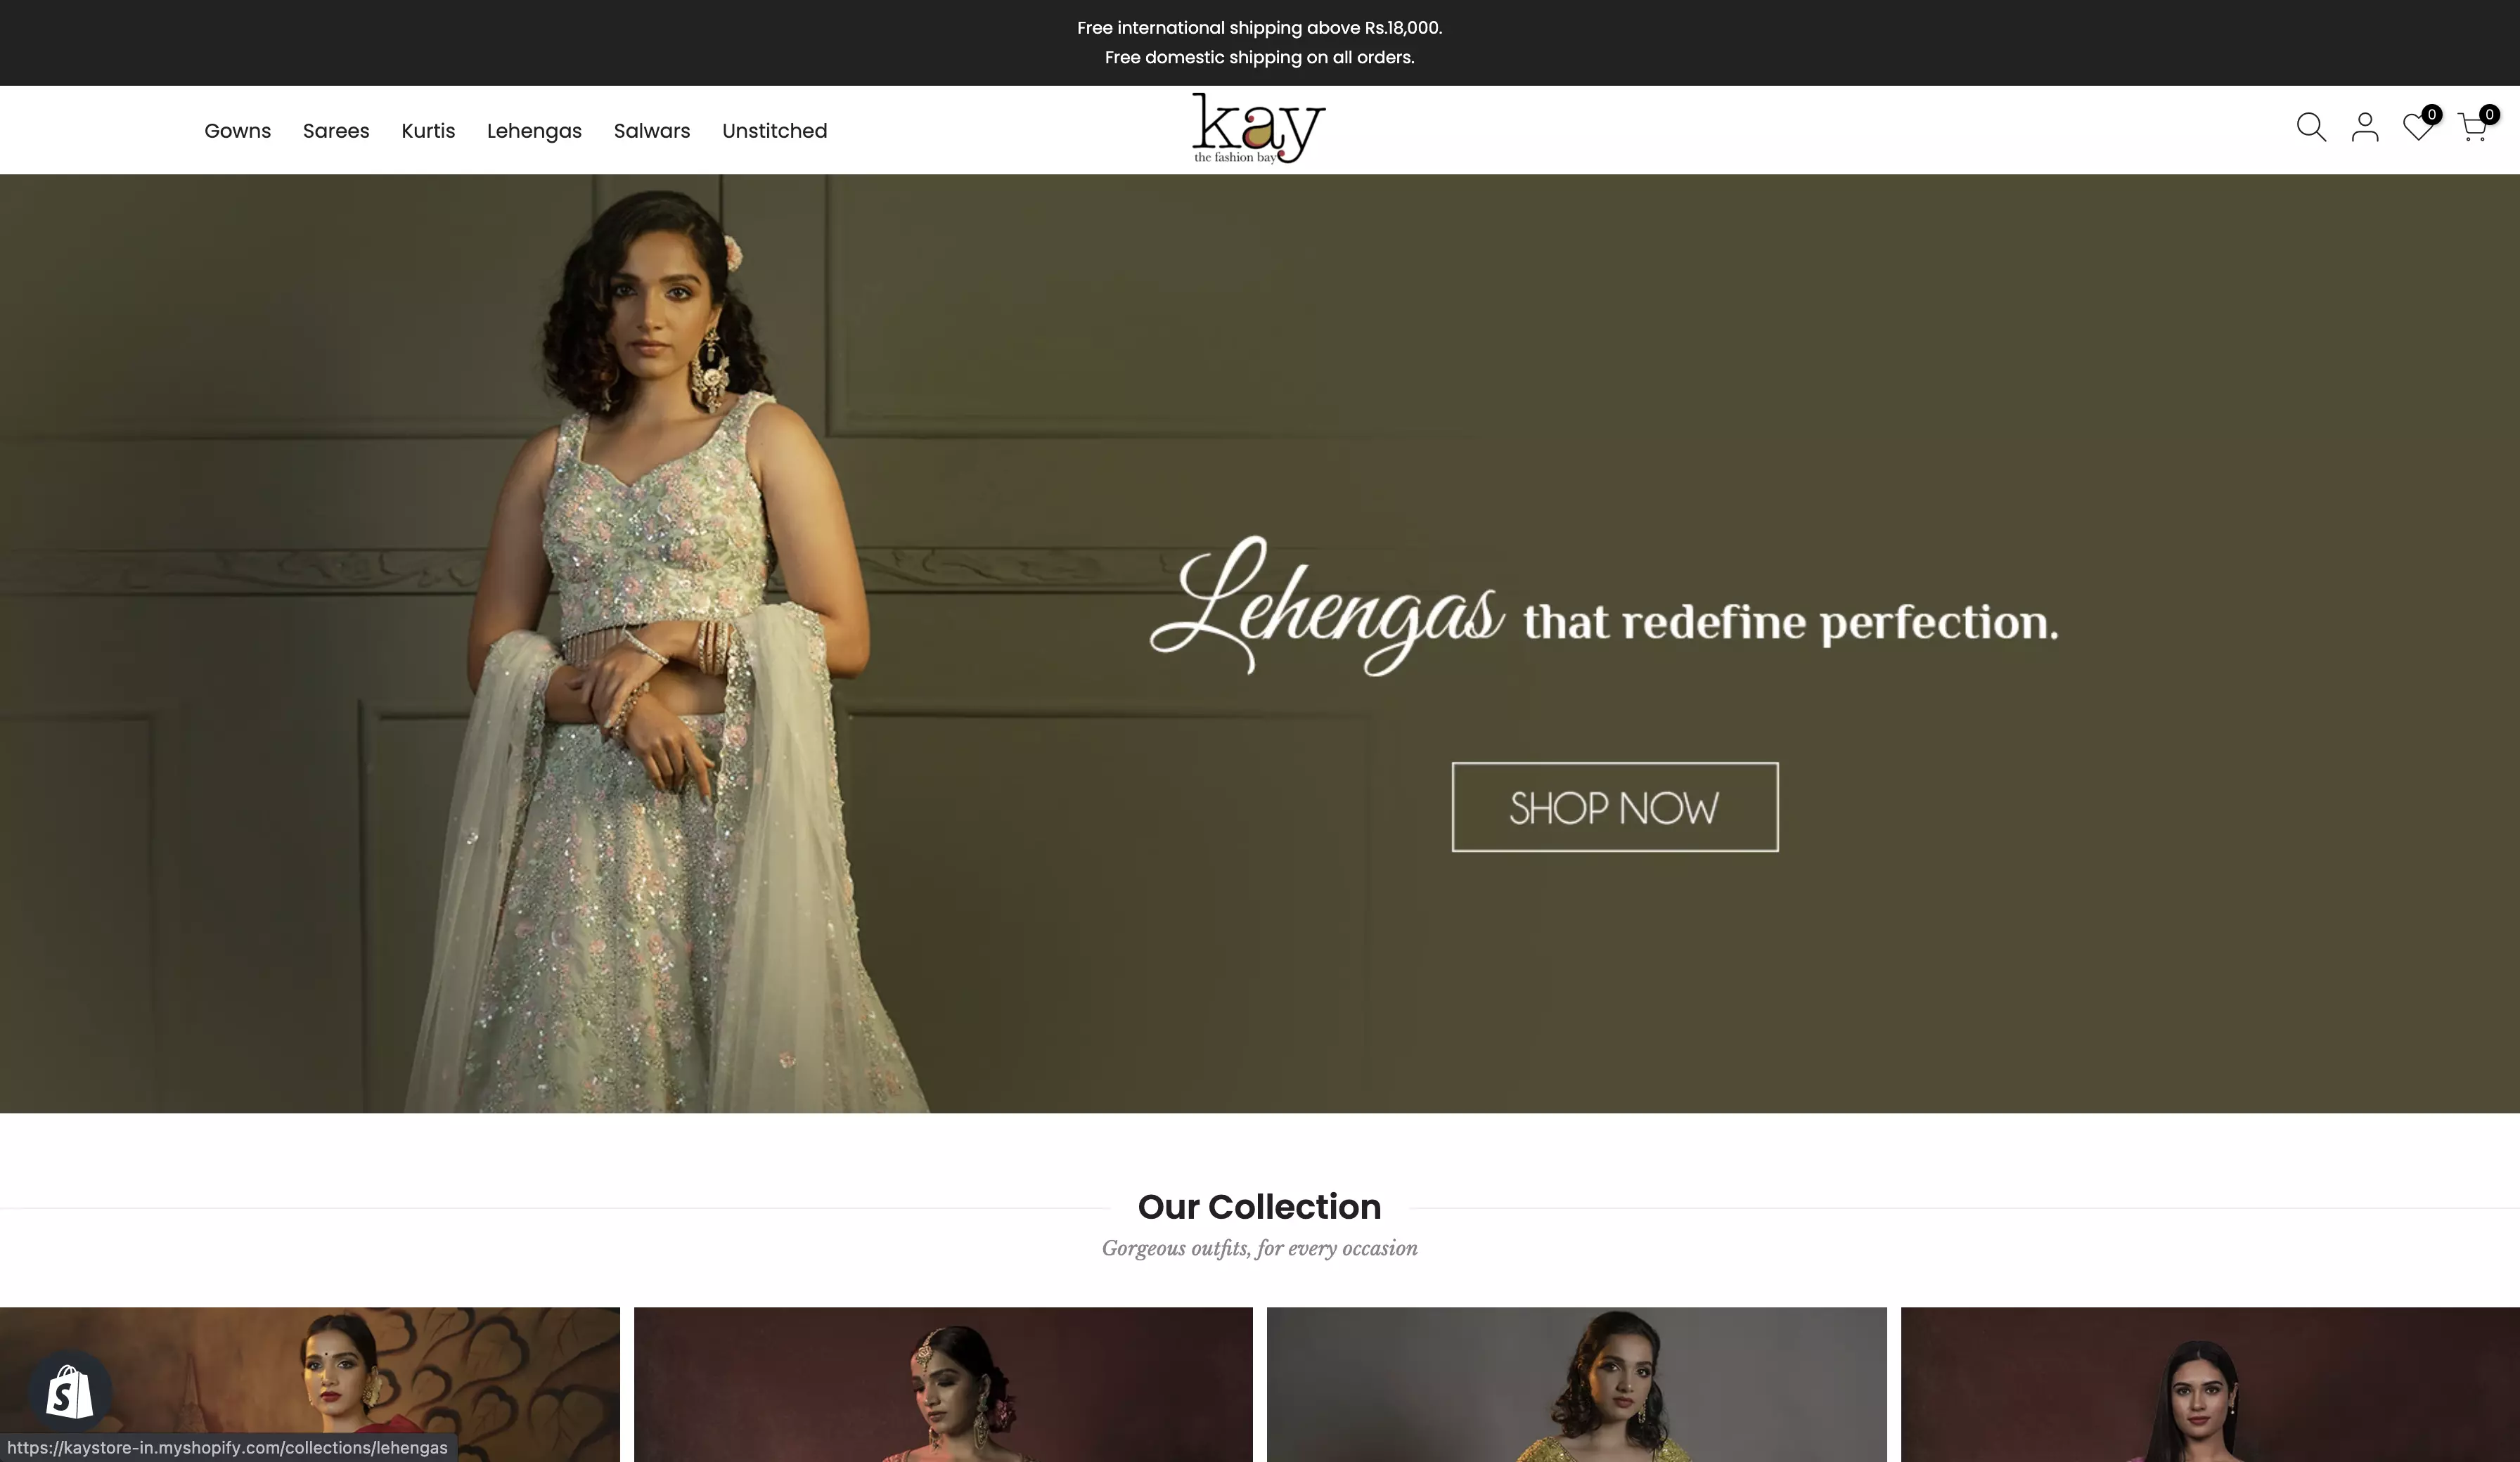 Free international shipping above Rs.18,000.
Free domestic shipping on all orders.
Gowns Sarees Kurtis Lehengas Salwars Unstitched
kay
the fashion bay
0 0
Lehengas that redefine perfection.
SHOP NOW
Our Collection
Gorgeous outfits, for every occasion
S
https://kaystore-in.myshopify.com/collections/lehengas